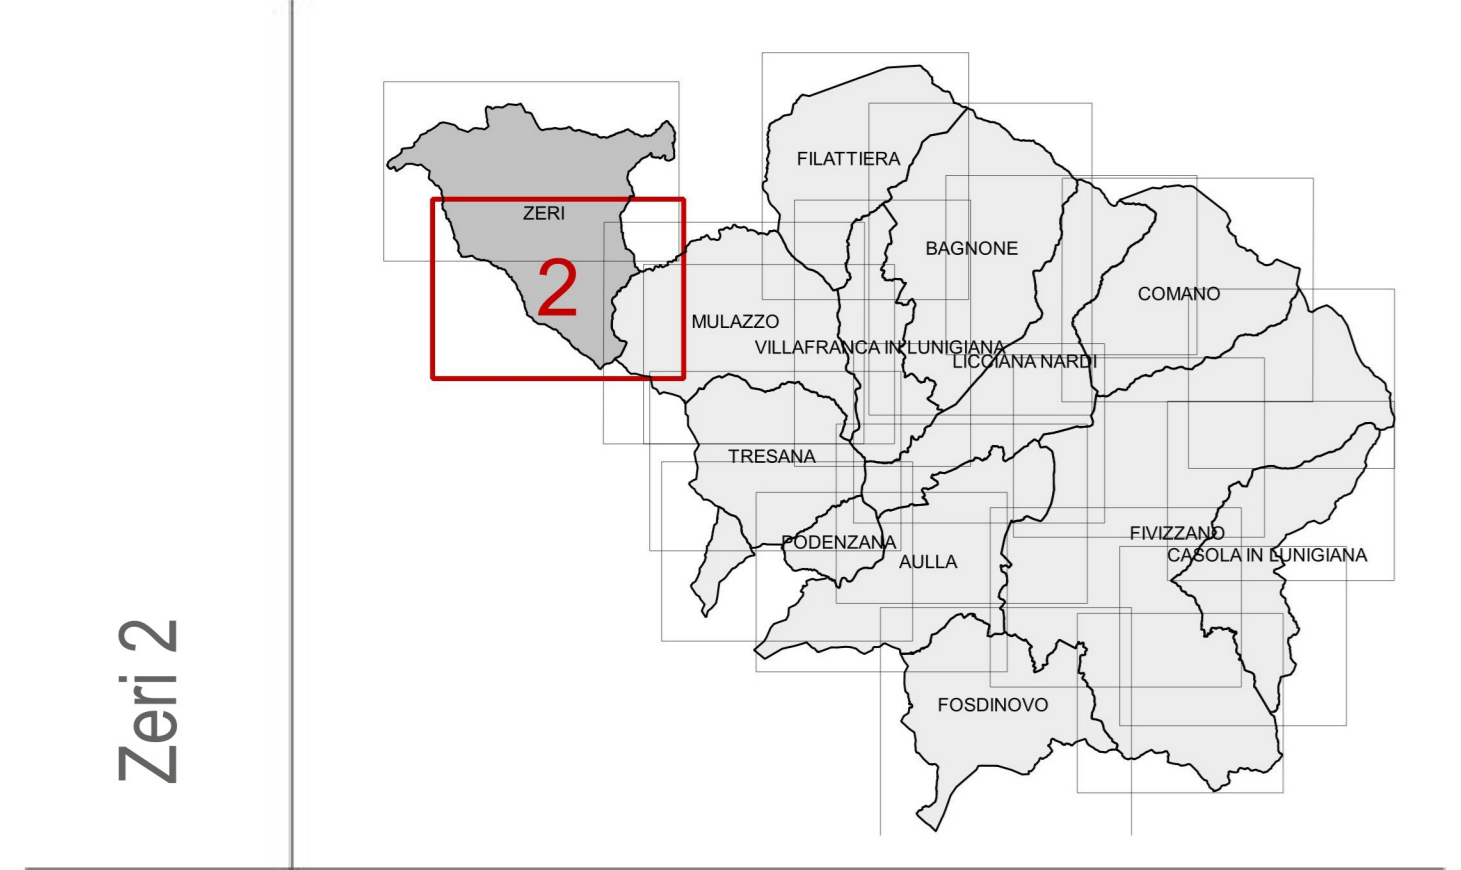 Zeri 2
FILATTIERA
ZERI
2
BAGNONE
COMANO
MULAZZO
VILLAFRANCA IN LUNIGIANA
LICCIANA NARDI
TRESANA
FIVIZZANO
PODENZANA
CASOLA IN LUNIGIANA
AULLA
FOSDINOVO